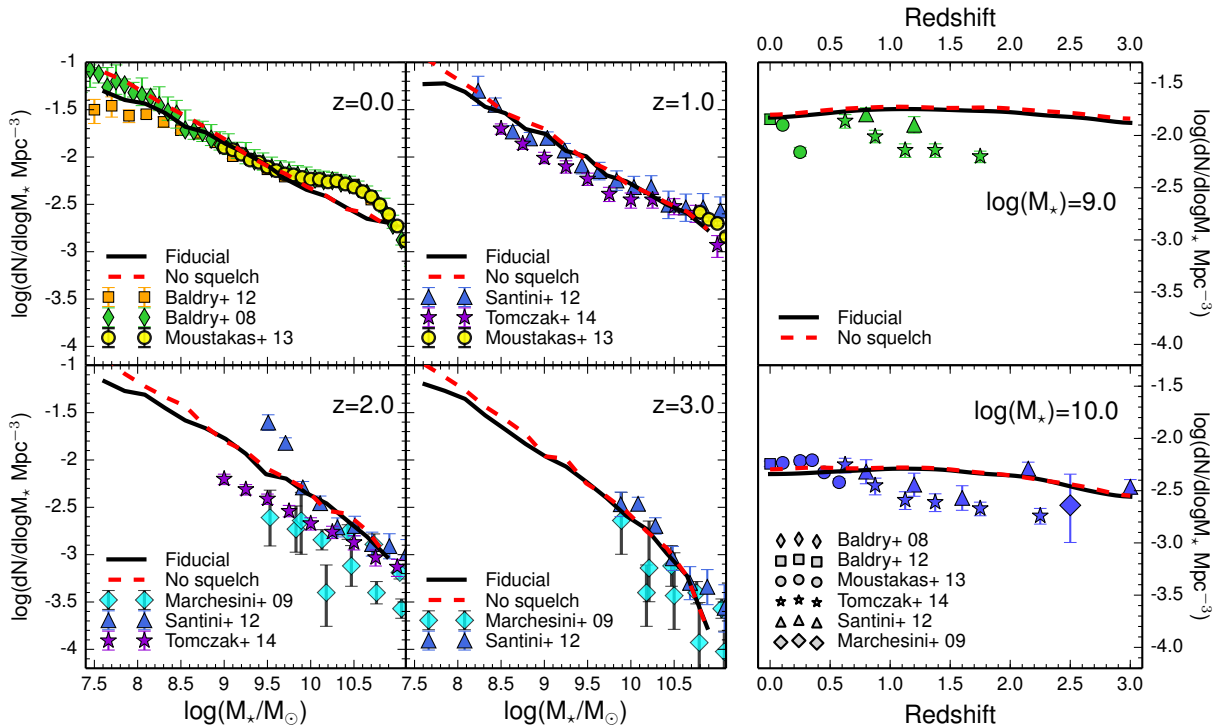 Redshift
0.0 0.5 1.0 1.5 2.0 2.5 3.0
-1
-1.5
-2
-2.5
-3
-3.5
-1
log(dN/dlogM⋆ Mpc⁻³)
z=0.0
Fiducial
No squelch
Baldry+ 12
Baldry+ 08
Moustakas+ 13
z=1.0
Fiducial
No squelch
Santini+ 12
Tomczak+ 14
Moustakas+ 13
log(M⋆)=9.0
Fiducial
No squelch
-1.5
-2.0
-2.5
-3.0
-3.5
-4.0
log(dN/dlogM⋆ Mpc⁻³)
-1.5
-2
-2.5
-3
-3.5
-4
log(dN/dlogM⋆ Mpc⁻³)
z=2.0
Fiducial
No squelch
Marchesini+ 09
Santini+ 12
Tomczak+ 14
z=3.0
Fiducial
No squelch
Marchesini+ 09
Santini+ 12
log(M⋆)=10.0
Baldry+ 08
Baldry+ 12
Moustakas+ 13
Tomczak+ 14
Santini+ 12
Marchesini+ 09
-1.5
-2.0
-2.5
-3.0
-3.5
-4.0
log(dN/dlogM⋆ Mpc⁻³)
7.5 8 8.5 9 9.5 10 10.5
log(M⋆/M⊙)
7.5 8 8.5 9 9.5 10 10.5
log(M⋆/M⊙)
0.0 0.5 1.0 1.5 2.0 2.5 3.0
Redshift